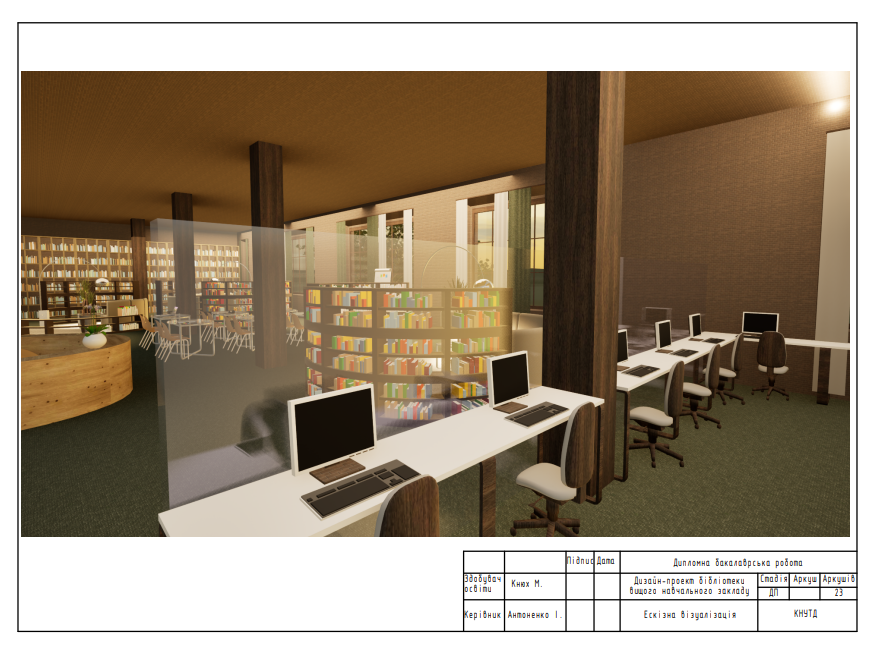 Підпис Дата Дипломна бакалаврська робота
Здобувач освіти Кнюх М. Дизайн-проект бібліотеки вищого навчального закладу Стадія Аркуш Аркушів
ДП 23
Керівник Антоненко І. Ескізна візуалізація КНУТД